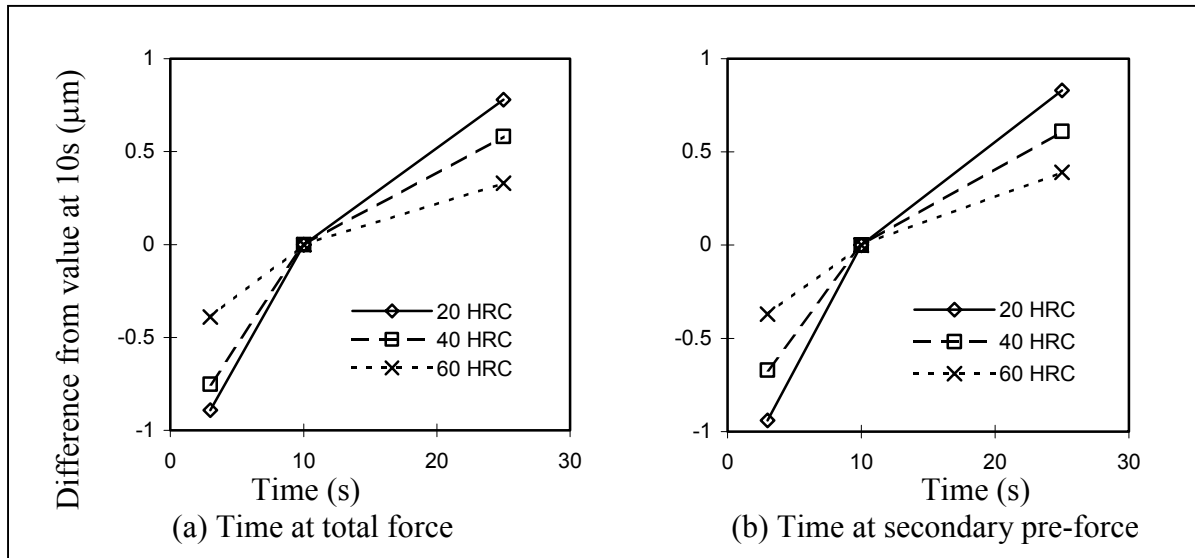 Difference from value at 10s (μm)
1
0.5
0
-0.5
-1
0
10
20
30
20 HRC
40 HRC
60 HRC
Time (s)
(a) Time at total force
1
0.5
0
-0.5
-1
0
10
20
30
20 HRC
40 HRC
60 HRC
Time (s)
(b) Time at secondary pre-force